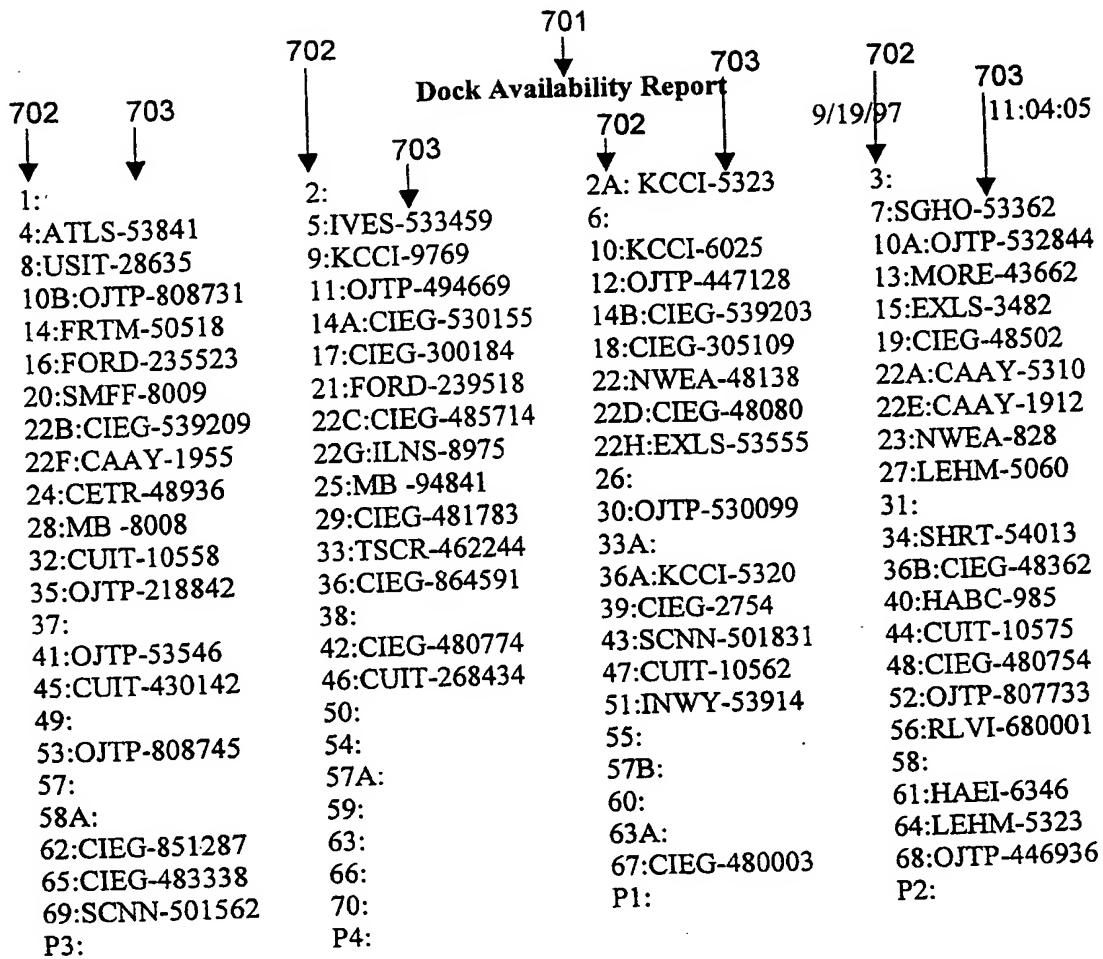 701
702 703 702
Dock Availability Report
702 703 703 702 703
9/19/97 11:04:05
1: 2: 2A: KCCI-5323 3:
4:ATLS-53841 5:IVES-533459 6: 7:SGHO-53362
8:USIT-28635 9:KCCI-9769 10:KCCI-6025 10A:OJTP-532844
10B:OJTP-808731 11:OJTP-494669 12:OJTP-447128 13:MORE-43662
14:FRTM-50518 14A:CIEG-530155 14B:CIEG-539203 15:EXLS-3482
16:FORD-235523 17:CIEG-300184 18:CIEG-305109 19:CIEG-48502
20:SMFF-8009 21:FORD-239518 22:NWEA-48138 22A:CAAY-5310
22B:CIEG-539209 22C:CIEG-485714 22D:CIEG-48080 22E:CAAY-1912
22F:CAAY-1955 22G:ILNS-8975 22H:EXLS-53555 23:NWEA-828
24:CETR-48936 25:MB -94841 26: 27:LEHM-5060
28:MB -8008 29:CIEG-481783 30:OJTP-530099 31:
32:CUIT-10558 33:TSCR-462244 33A: 34:SHRT-54013
35:OJTP-218842 36:CIEG-864591 36A:KCCI-5320 36B:CIEG-48362
37: 38: 39:CIEG-2754 40:HABC-985
41:OJTP-53546 42:CIEG-480774 43:SCNN-501831 44:CUIT-10575
45:CUIT-430142 46:CUIT-268434 47:CUIT-10562 48:CIEG-480754
49: 50: 51:INWY-53914 52:OJTP-807733
53:OJTP-808745 54: 55: 56:RLVI-680001
57: 57A: 57B: 58:
58A: 59: 60: 61:HAEI-6346
62:CIEG-851287 63: 63A: 64:LEHM-5323
65:CIEG-483338 66: 67:CIEG-480003 68:OJTP-446936
69:SCNN-501562 70: P1: P2:
P3: P4: